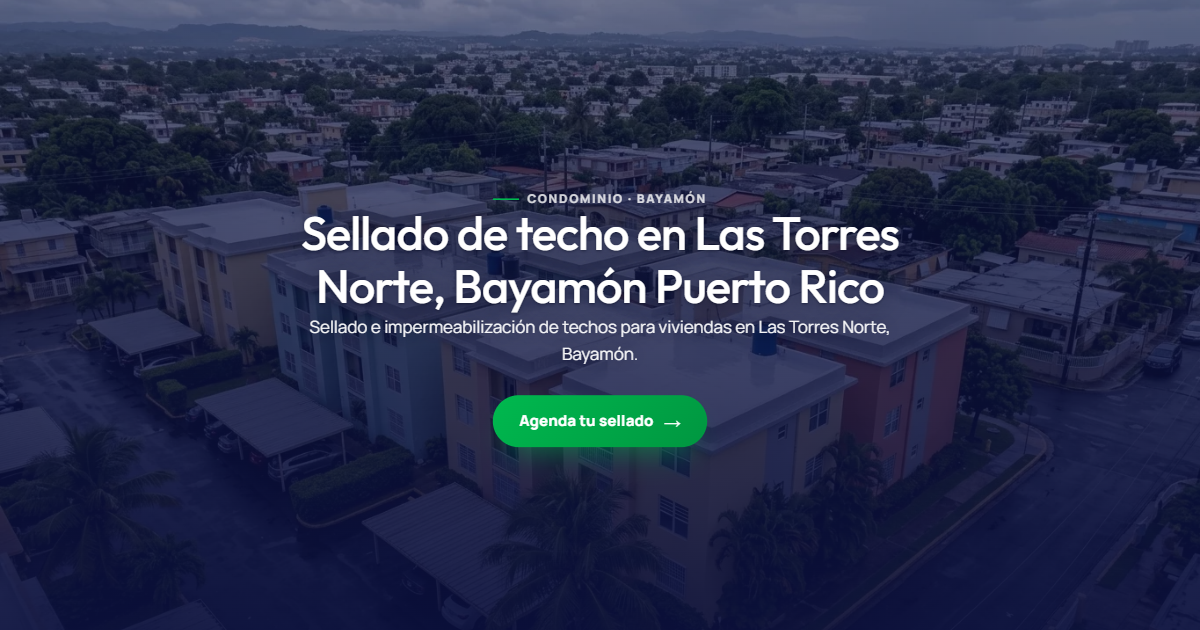 CONDOMINIO · BAYAMÓN
Sellado de techo en Las Torres
Norte, Bayamón Puerto Rico
Sellado e impermeabilización de techos para viviendas en Las Torres Norte,
Bayamón.
Agenda tu sellado →